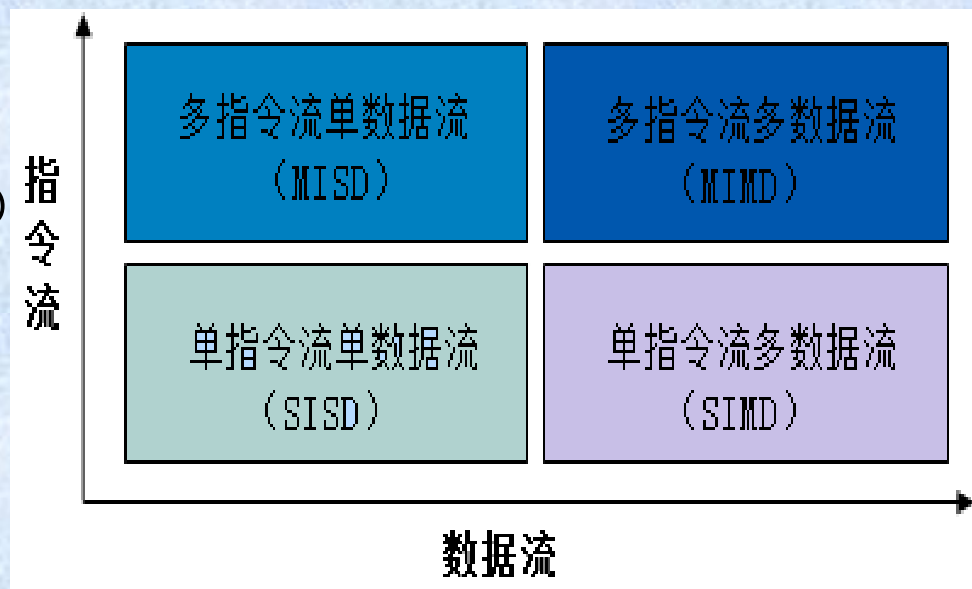 多指令流单数据流
（MISD）
多指令流多数据流
（MIMD）
指令流
）
单指令流单数据流
（SISD）
单指令流多数据流
（SIMD）
数据流